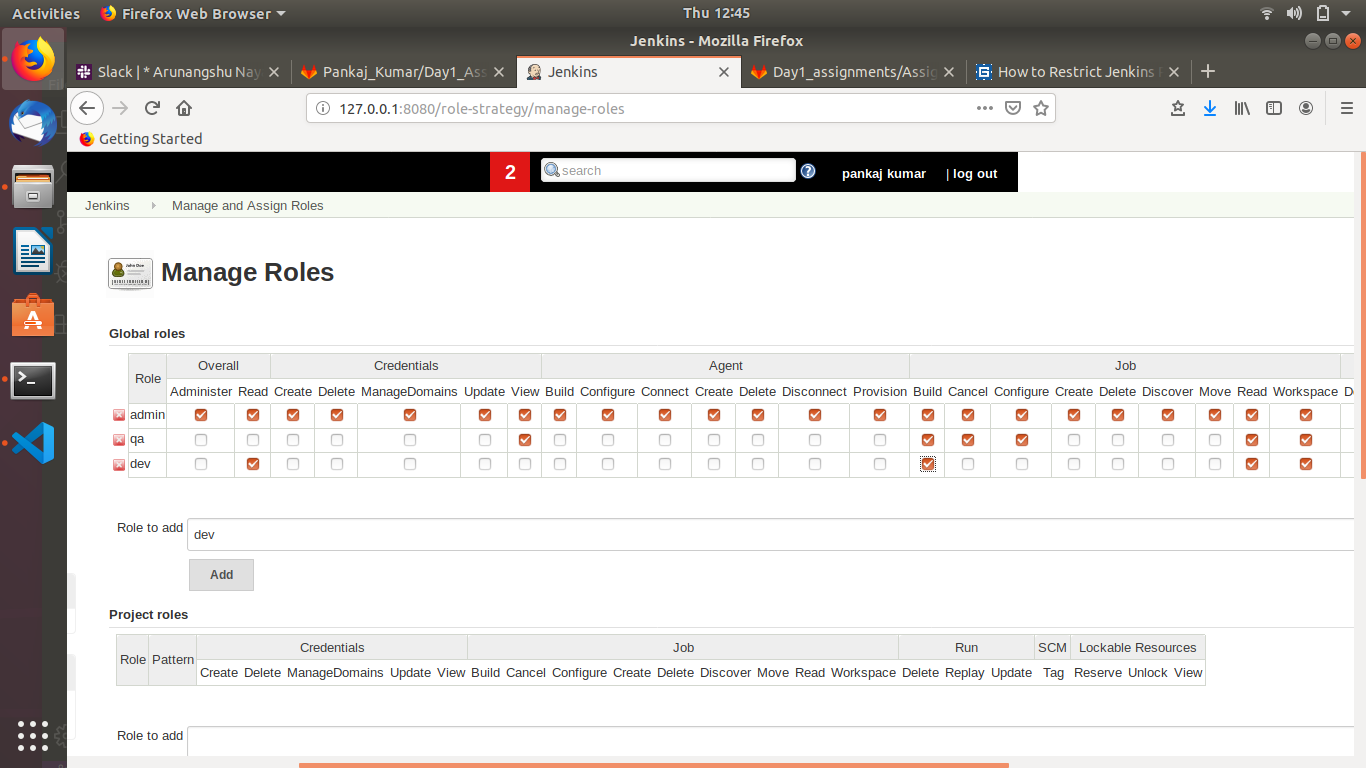 Activities Firefox Web Browser Thu 12:45
Jenkins - Mozilla Firefox
Slack | * Arunangshu Nay Pankaj_Kumar/Day1_Ass Jenkins Day1_assignments/Assig How to Restrict Jenkins
127.0.0.1:8080/role-strategy/manage-roles
Getting Started
2 search pankaj kumar | log out
Jenkins Manage and Assign Roles
Manage Roles
Global roles
Role Overall Credentials Agent Job
Administer Read Create Delete ManageDomains Update View Build Configure Connect Create Delete Disconnect Provision Build Cancel Configure Create Delete Discover Move Read Workspace
admin
qa
dev
Role to add dev
Add
Project roles
Role Pattern Credentials Job Run SCM Lockable Resources
Create Delete ManageDomains Update View Build Cancel Configure Create Delete Discover Move Read Workspace Delete Replay Update Tag Reserve Unlock View
Role to add